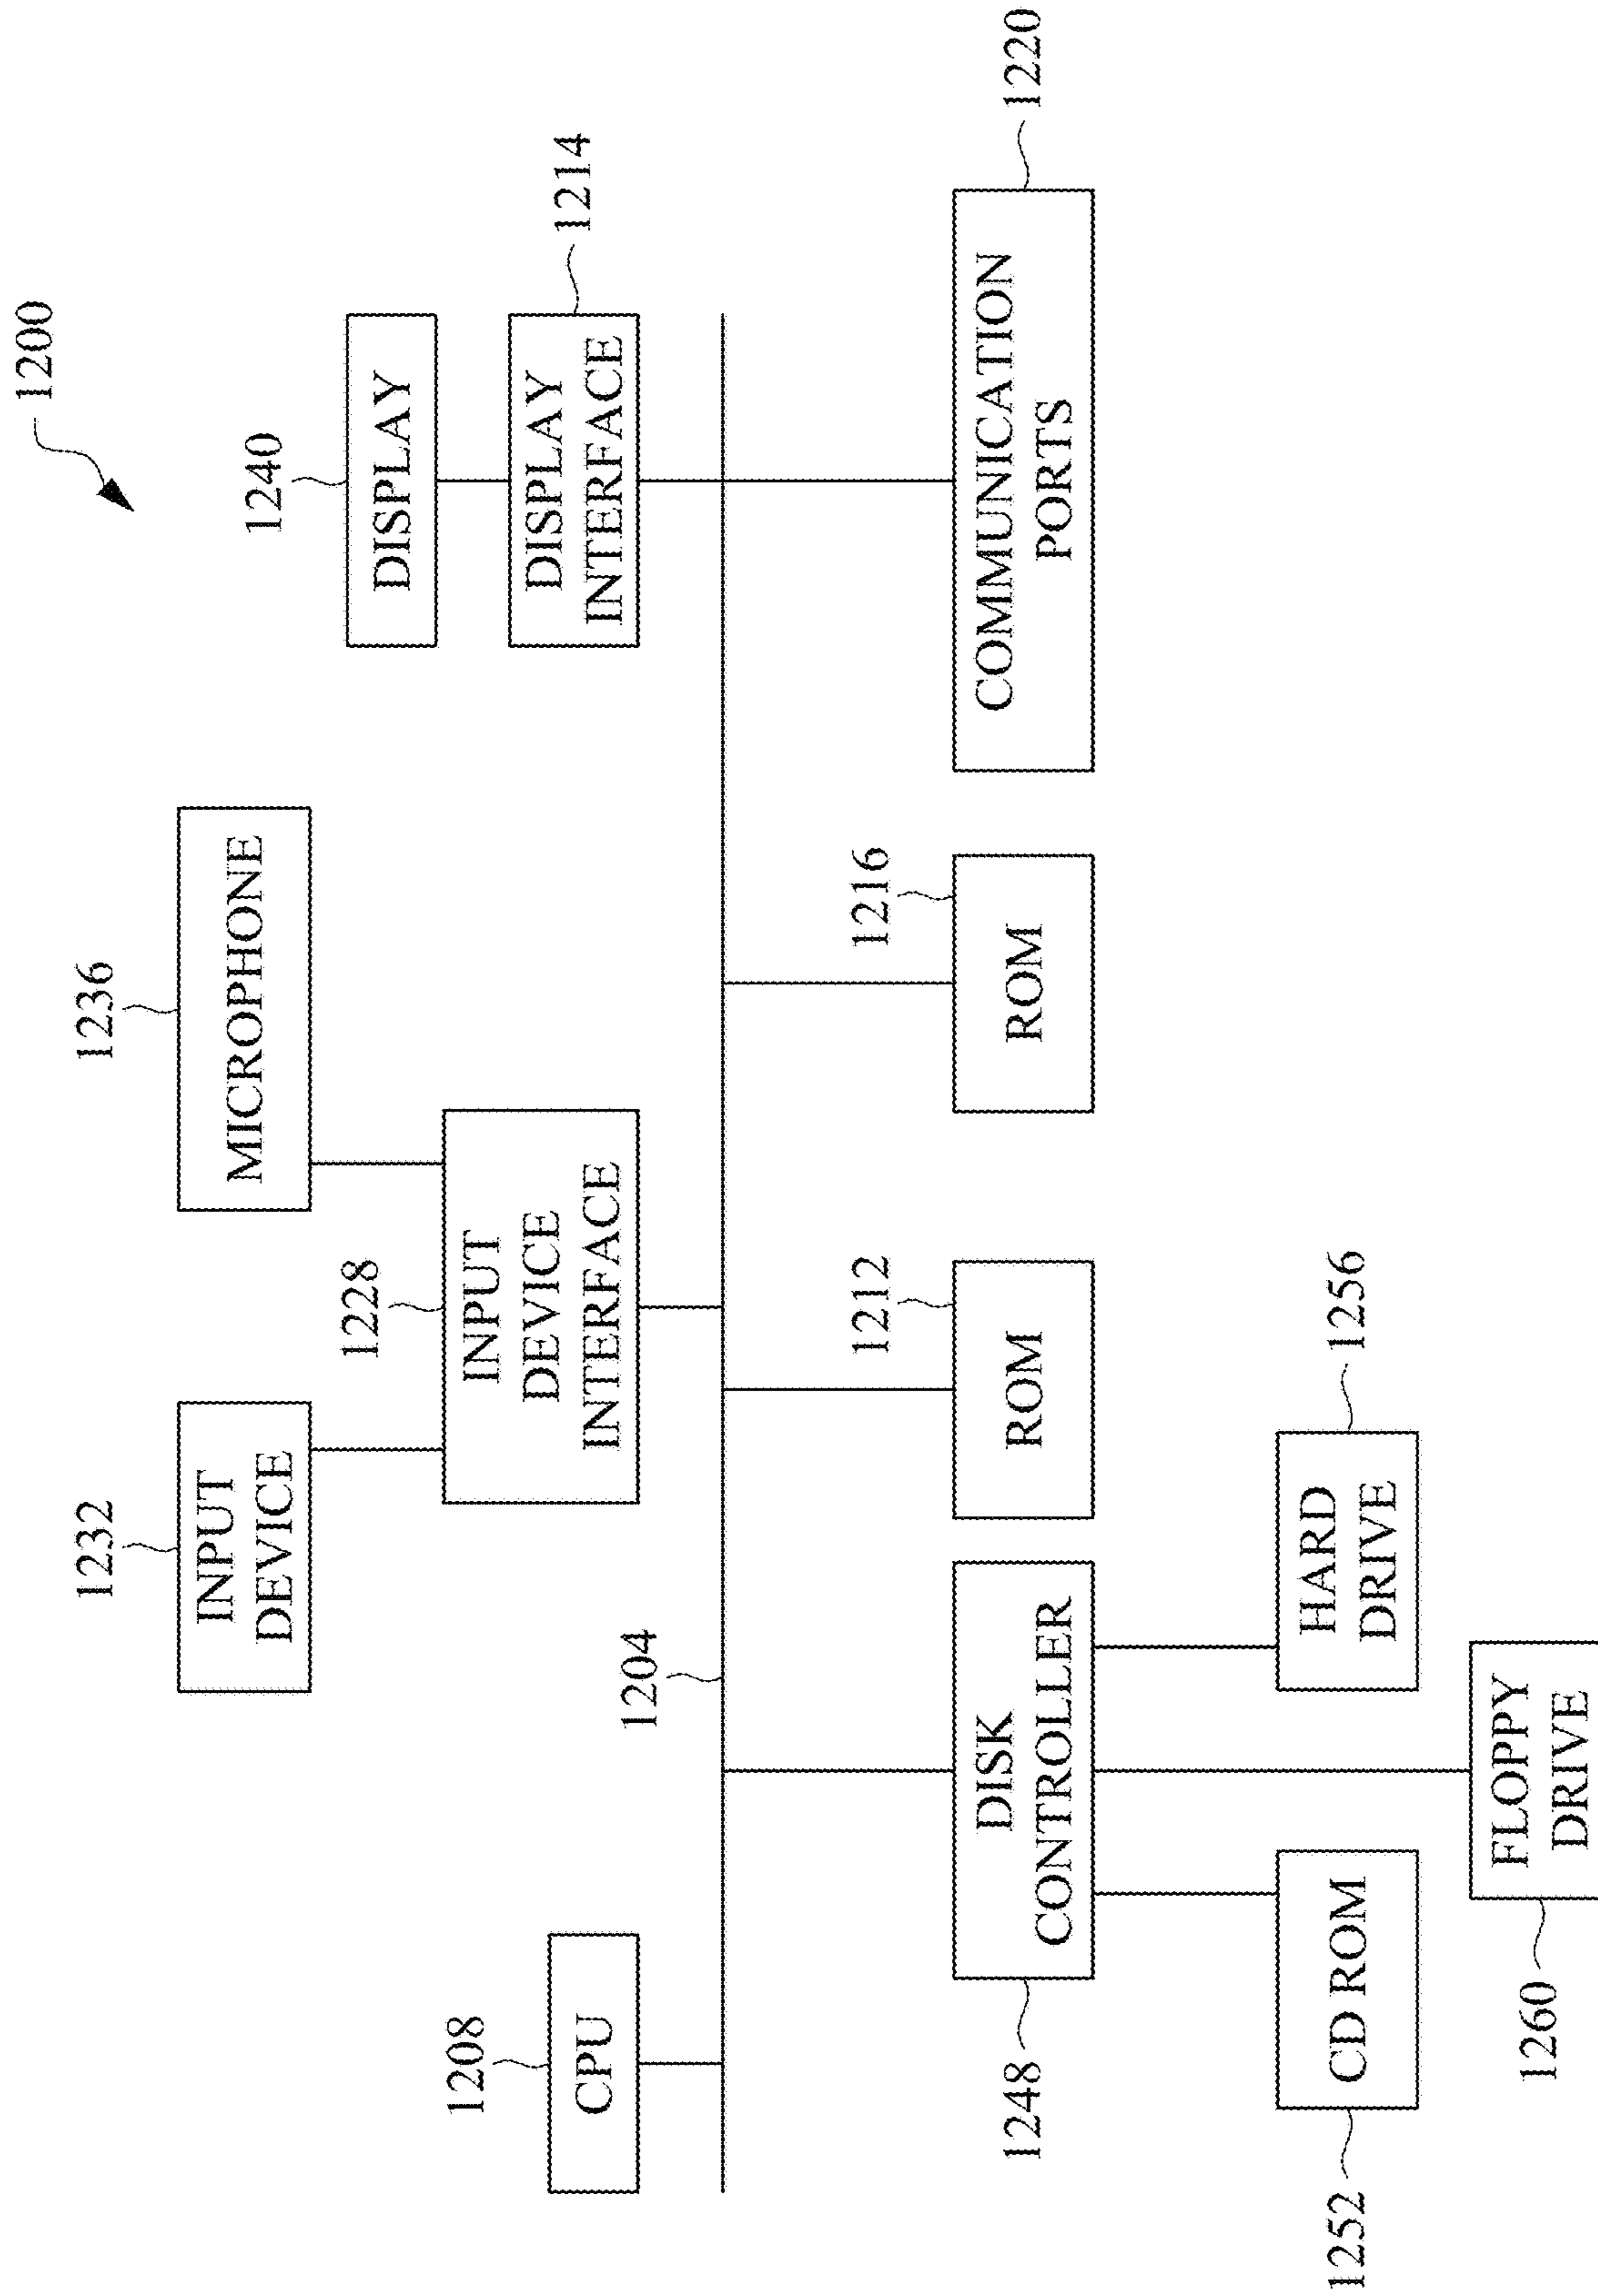 1200
1236
1232
MICROPHONE
INPUT
DEVICE
1240
DISPLAY
1228
INPUT
DEVICE
INTERFACE
1214
DISPLAY
INTERFACE
1208
CPU
1204
1212
1216
1248
DISK
CONTROLLER
ROM
ROM
COMMUNICATION
PORTS
1220
1252
CD ROM
HARD
DRIVE
1256
1260
FLOPPY
DRIVE